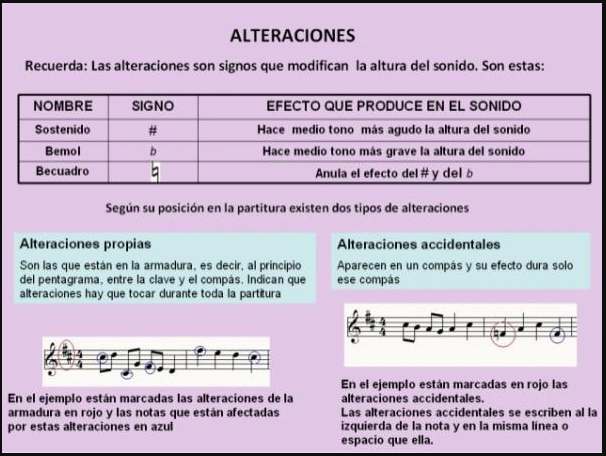 ALTERACIONES
Recuerda: Las alteraciones son signos que modifican la altura del sonido. Son estas:
NOMBRE SIGNO EFECTO QUE PRODUCE EN EL SONIDO
Sostenido # Hace medio tono más agudo la altura del sonido
Bemol b Hace medio tono más grave la altura del sonido
Becuadro ♮ Anula el efecto del # y del b
Según su posición en la partitura existen dos tipos de alteraciones
Alteraciones propias
Son las que están en la armadura, es decir, al principio
del pentagrama, entre la clave y el compás. Indican que
alteraciones hay que tocar durante toda la partitura
En el ejemplo están marcadas las alteraciones de la
armadura en rojo y las notas que están afectadas
por estas alteraciones en azul
Alteraciones accidentales
Aparecen en un compás y su efecto dura solo
ese compás
En el ejemplo están marcadas en rojo las
alteraciones accidentales.
Las alteraciones accidentales se escriben al la
izquierda de la nota y en la misma línea o
espacio que ella.